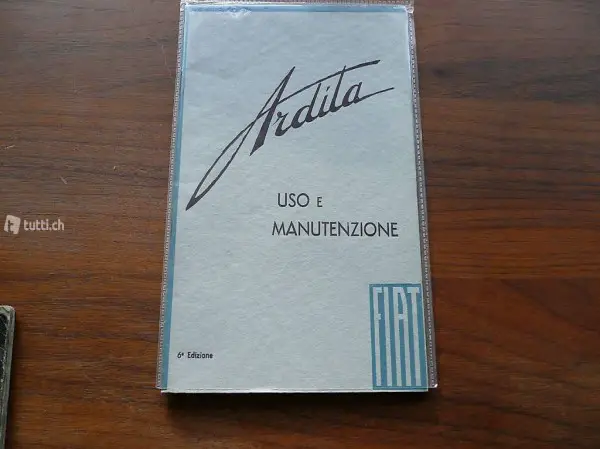 Ardita
USO E
MANUTENZIONE
FIAT
6ª Edizione
tutti.ch